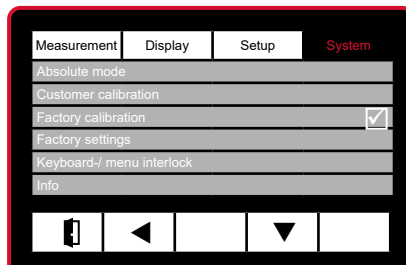 Measurement Display Setup System
Absolute mode
Customer calibration
Factory calibration
Factory settings
Keyboard-/ menu interlock
Info